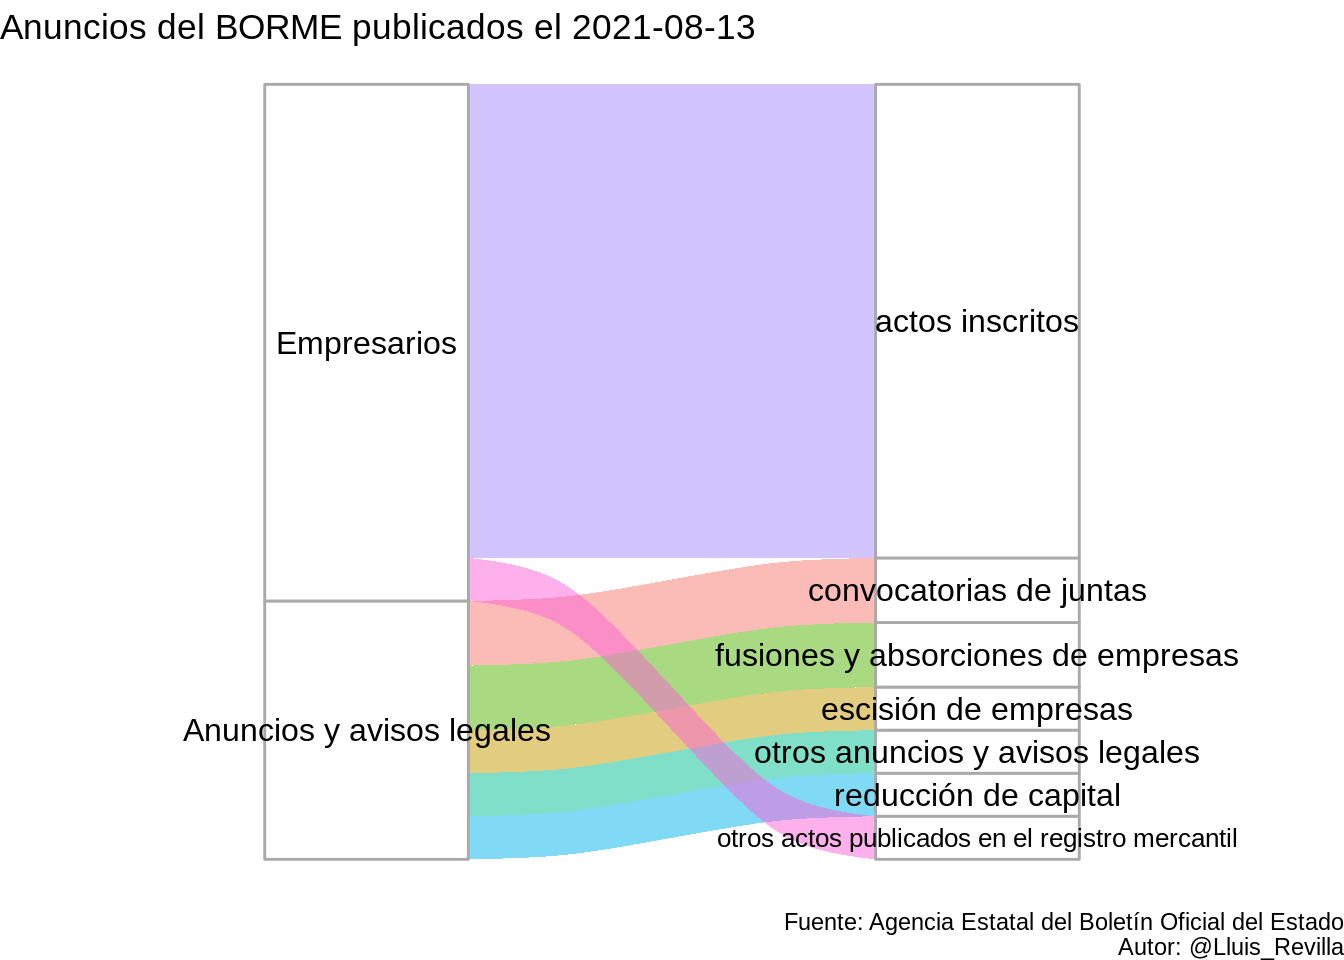 Anuncios del BORME publicados el 2021-08-13
Empresarios
Anuncios y avisos legales
actos inscritos
convocatorias de juntas
fusiones y absorciones de empresas
escisión de empresas
otros anuncios y avisos legales
reducción de capital
otros actos publicados en el registro mercantil
Fuente: Agencia Estatal del Boletín Oficial del Estado
Autor: @Lluis_Revilla